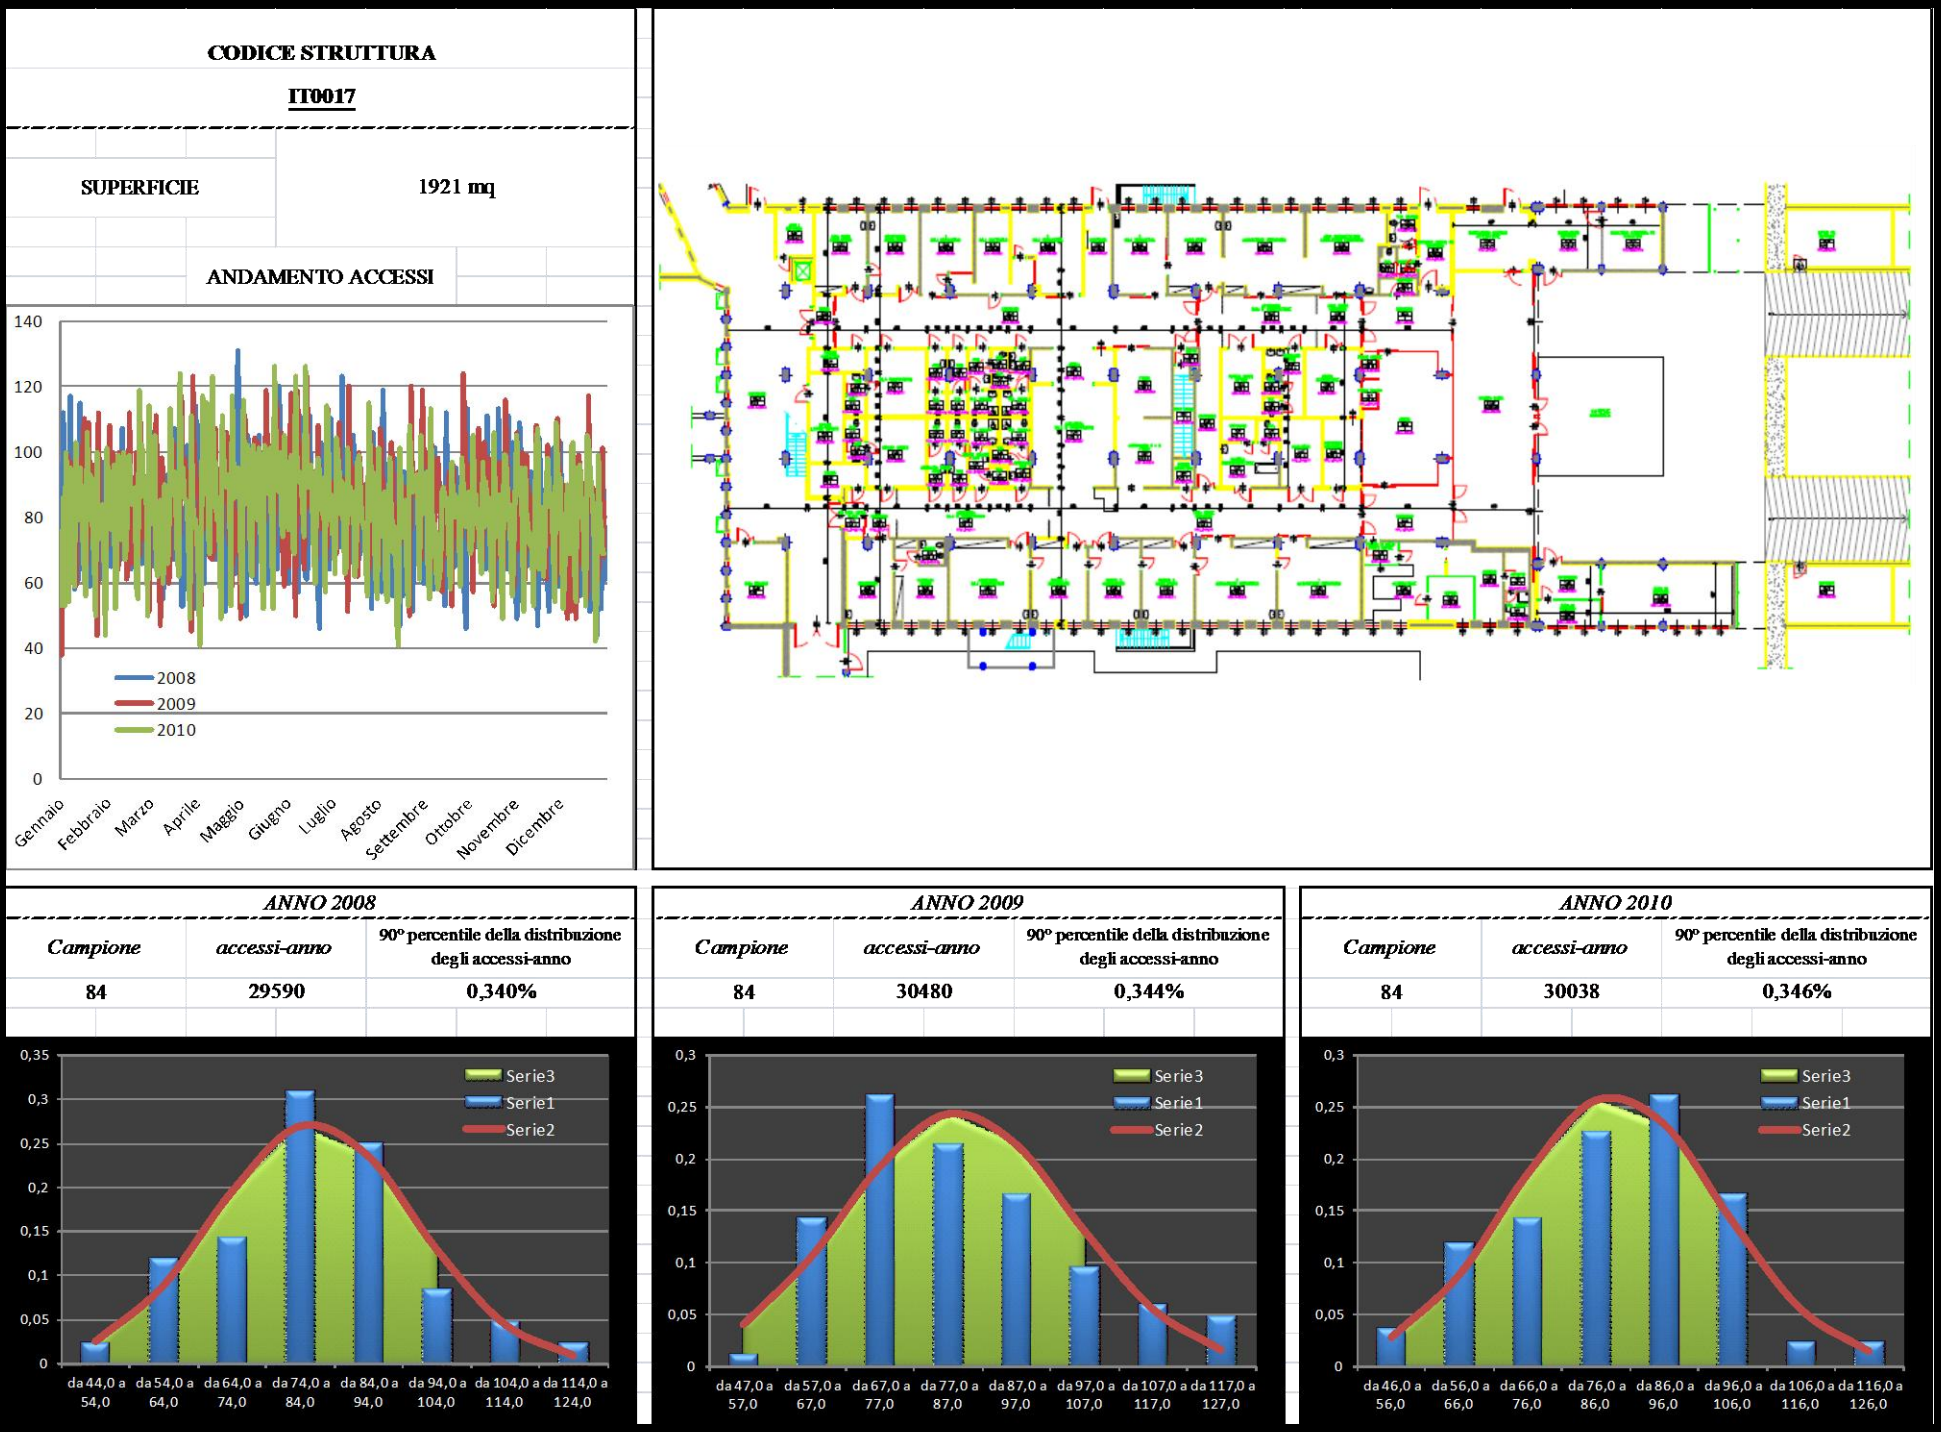 CODICE STRUTTURA
IT0017
SUPERFICIE 1921 mq
ANDAMENTO ACCESSI
140
120
100
80
60
40
20
0
2008
2009
2010
Gennaio Febbraio Marzo Aprile Maggio Giugno Luglio Agosto Settembre Ottobre Novembre Dicembre
ANNO 2008
Campione accessi-anno 90° percentile della distribuzione
degli accessi-anno
84 29590 0,340%
0,35
0,3
0,25
0,2
0,15
0,1
0,05
0
Serie3
Serie1
Serie2
da 44,0 a da 54,0 a da 64,0 a da 74,0 a da 84,0 a da 94,0 a da 104,0 a da 114,0 a
54,0 64,0 74,0 84,0 94,0 104,0 114,0 124,0
ANNO 2009
Campione accessi-anno 90° percentile della distribuzione
degli accessi-anno
84 30480 0,344%
0,3
0,25
0,2
0,15
0,1
0,05
0
Serie3
Serie1
Serie2
da 47,0 a da 57,0 a da 67,0 a da 77,0 a da 87,0 a da 97,0 a da 107,0 a da 117,0 a
57,0 67,0 77,0 87,0 97,0 107,0 117,0 127,0
ANNO 2010
Campione accessi-anno 90° percentile della distribuzione
degli accessi-anno
84 30038 0,346%
0,3
0,25
0,2
0,15
0,1
0,05
0
Serie3
Serie1
Serie2
da 46,0 a da 56,0 a da 66,0 a da 76,0 a da 86,0 a da 96,0 a da 106,0 a da 116,0 a
56,0 66,0 76,0 86,0 96,0 106,0 116,0 126,0